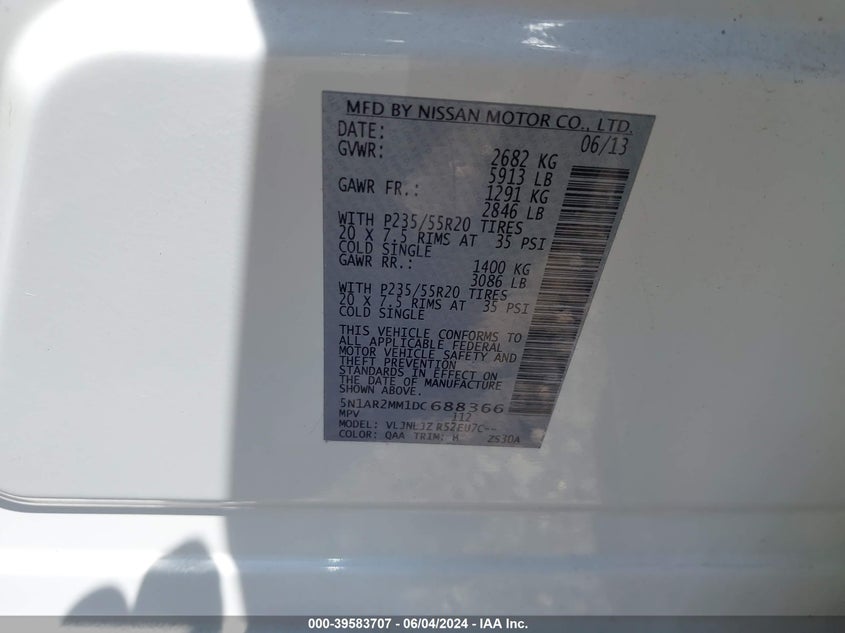 MFD BY NISSAN MOTOR CO., LTD.
DATE: 06/13
GVWR: 2682 KG
5913 LB
GAWR FR.: 1291 KG
2846 LB
WITH P235/55R20 TIRES
20 X 7.5 RIMS AT 35 PSI
COLD SINGLE
GAWR RR.: 1400 KG
3086 LB
WITH P235/55R20 TIRES
20 X 7.5 RIMS AT 35 PSI
COLD SINGLE
THIS VEHICLE CONFORMS TO
ALL APPLICABLE FEDERAL
MOTOR VEHICLE SAFETY AND
THEFT PREVENTION
STANDARDS IN EFFECT ON
THE DATE OF MANUFACTURE
SHOWN ABOVE.
5N1AR2MM1DC688366
MPV 112
MODEL:
COLOR: QAA TRIM: 2S30A
000-39583707 - 06/04/2024 - IAA Inc.